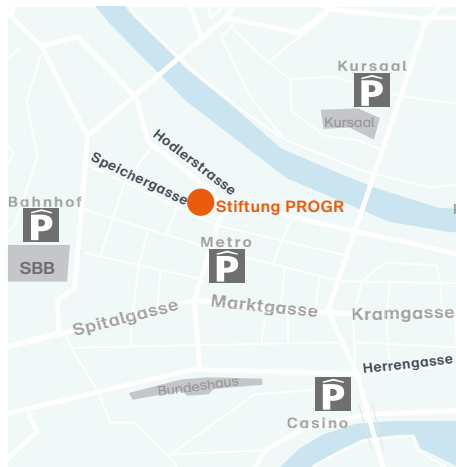 Kursaal
P
Kursaal
Hodlerstrasse
Speichergasse
Bahnhof
P
Stiftung PROGR
Metro
P
SBB
Marktgasse
Spitalgasse
Kramgasse
Herrengasse
Bundeshaus
P
Casino